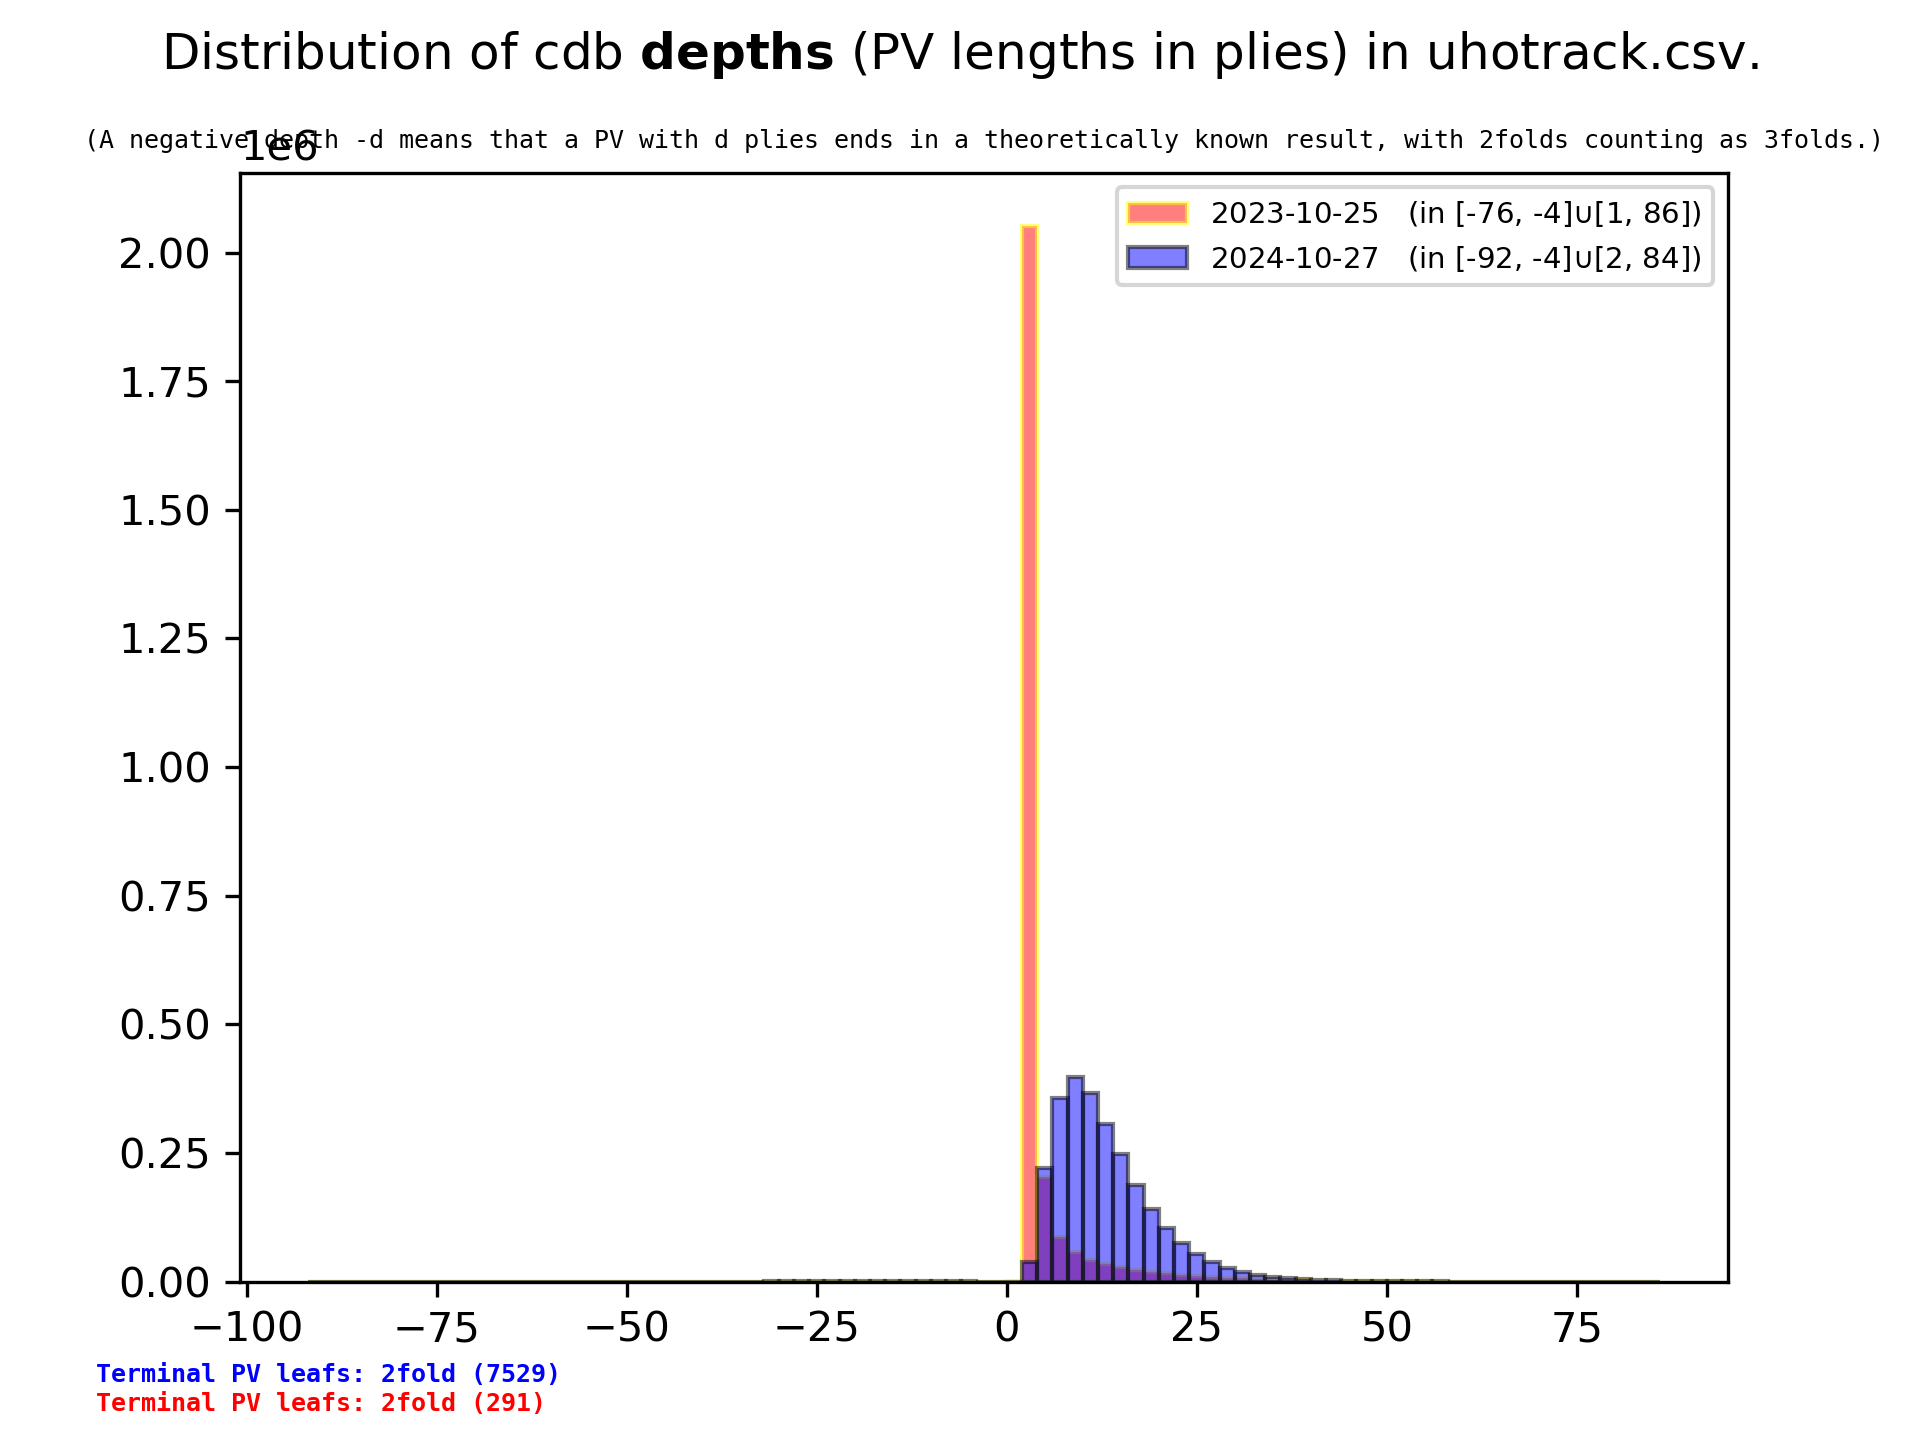 Distribution of cdb depths (PV lengths in plies) in uhotrack.csv.
(A negative depth -d means that a PV with d plies ends in a theoretically known result, with 2folds counting as 3folds.)
1e6
2023-10-25 (in [-76, -4]∪[1, 86])
2024-10-27 (in [-92, -4]∪[2, 84])
2.00
1.75
1.50
1.25
1.00
0.75
0.50
0.25
0.00
−100 −75 −50 −25 0 25 50 75
Terminal PV leafs: 2fold (7529)
Terminal PV leafs: 2fold (291)